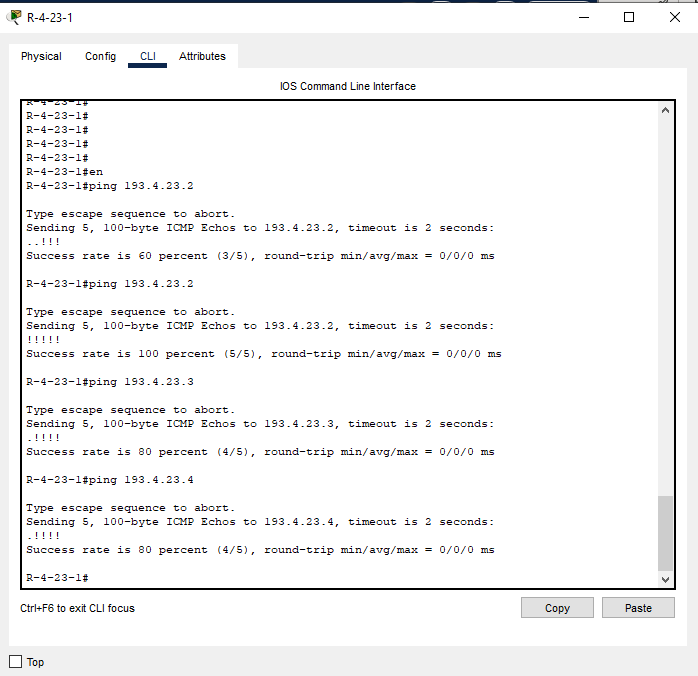 R-4-23-1
Physical Config CLI Attributes
IOS Command Line Interface
R-4-23-1#
R-4-23-1#
R-4-23-1#
R-4-23-1#
R-4-23-1#
R-4-23-1#en
R-4-23-1#ping 193.4.23.2
Type escape sequence to abort.
Sending 5, 100-byte ICMP Echos to 193.4.23.2, timeout is 2 seconds:
..!!!
Success rate is 60 percent (3/5), round-trip min/avg/max = 0/0/0 ms
R-4-23-1#ping 193.4.23.2
Type escape sequence to abort.
Sending 5, 100-byte ICMP Echos to 193.4.23.2, timeout is 2 seconds:
!!!!!
Success rate is 100 percent (5/5), round-trip min/avg/max = 0/0/0 ms
R-4-23-1#ping 193.4.23.3
Type escape sequence to abort.
Sending 5, 100-byte ICMP Echos to 193.4.23.3, timeout is 2 seconds:
.!!!!
Success rate is 80 percent (4/5), round-trip min/avg/max = 0/0/0 ms
R-4-23-1#ping 193.4.23.4
Type escape sequence to abort.
Sending 5, 100-byte ICMP Echos to 193.4.23.4, timeout is 2 seconds:
.!!!!
Success rate is 80 percent (4/5), round-trip min/avg/max = 0/0/0 ms
R-4-23-1#
Ctrl+F6 to exit CLI focus
Copy Paste
Top